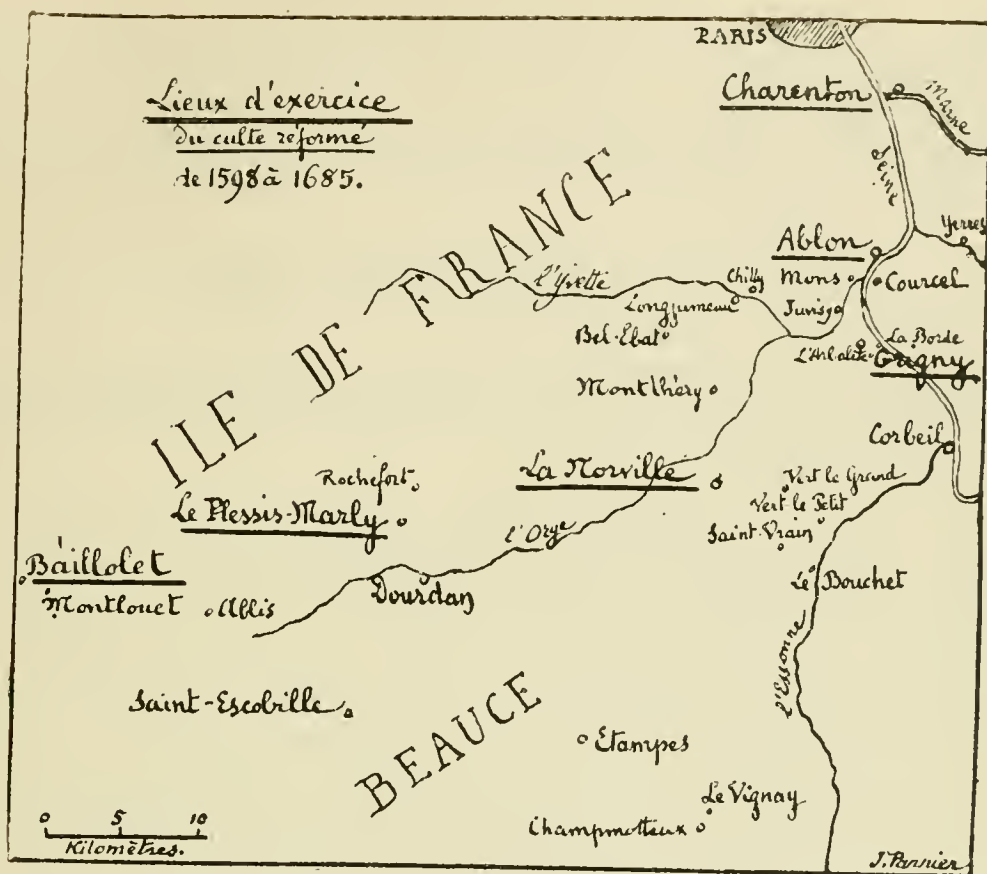 PARIS
Lieux d'exercice
du culte réformé
de 1598 à 1685.
Charenton
Marne
Seine
Yerres
Ablon
Mons
Courcel
Juvisy
ILE DE FRANCE
l'Yvette
Chilly
Longjumeau
Bel-Ebat
La Borde
L'Arbalète
Grigny
Montlhéry
Corbeil
La Norville
Rochefort
Le Plessis-Marly
Vert le Grand
Vert le Petit
Saint-Vrain
l'Orge
Baillolet
Montlouet
Ablis
Dourdan
Le Bouchet
l'Essonne
Saint-Escobille
BEAUCE
Etampes
Le Vignay
Champmotteux
0 5 10
Kilomètres.
J. Pannier